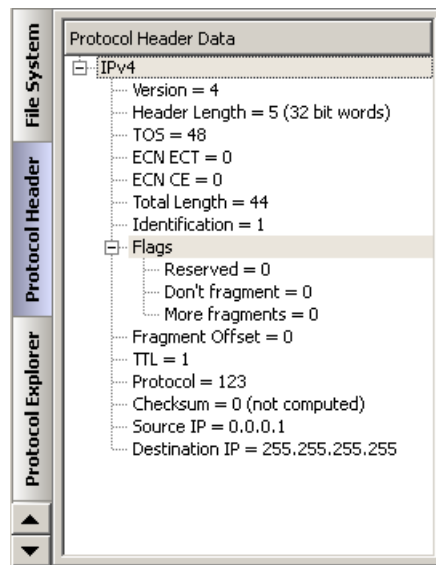 File System
Protocol Header
Protocol Explorer
Protocol Header Data
IPv4
Version = 4
Header Length = 5 (32 bit words)
TOS = 48
ECN ECT = 0
ECN CE = 0
Total Length = 44
Identification = 1
Flags
Reserved = 0
Don't fragment = 0
More fragments = 0
Fragment Offset = 0
TTL = 1
Protocol = 123
Checksum = 0 (not computed)
Source IP = 0.0.0.1
Destination IP = 255.255.255.255